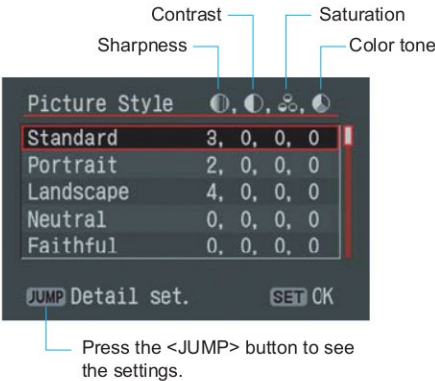 Contrast
Saturation
Sharpness
Color tone
Picture Style
Standard 3, 0, 0, 0
Portrait 2, 0, 0, 0
Landscape 4, 0, 0, 0
Neutral 0, 0, 0, 0
Faithful 0, 0, 0, 0
JUMP Detail set. SET OK
Press the <JUMP> button to see
the settings.